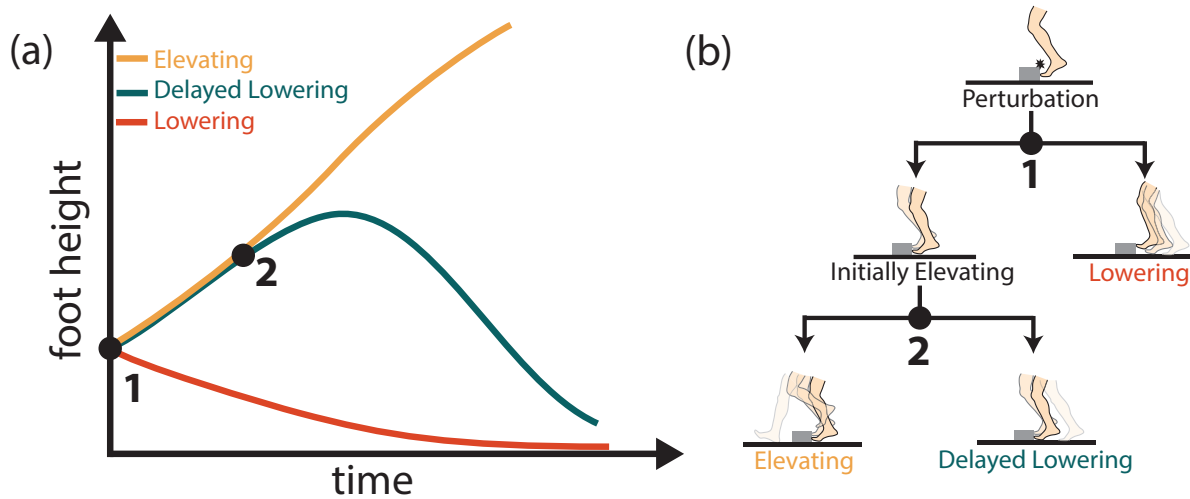 (a)
Elevating
Delayed Lowering
Lowering
foot height
2
1
time
(b)
Perturbation
1
Initially Elevating
Lowering
2
Elevating
Delayed Lowering